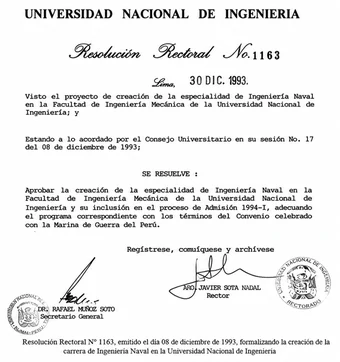 UNIVERSIDAD NACIONAL DE INGENIERIA
Resolución Rectoral No. 1163
Lima, 30 DIC. 1993.
Visto el proyecto de creación de la especialidad de Ingeniería Naval
en la Facultad de Ingeniería Mecánica de la Universidad Nacional de
Ingeniería; y
Estando a lo acordado por el Consejo Universitario en su sesión No. 17
del 08 de diciembre de 1993;
SE RESUELVE :
Aprobar la creación de la especialidad de Ingeniería Naval en la
Facultad de Ingeniería Mecánica de la Universidad Nacional de
Ingeniería y su inclusión en el proceso de Admisión 1994-I, adecuando
el programa correspondiente con los términos del Convenio celebrado
con la Marina de Guerra del Perú.
Regístrese, comuíquese y archívese
ARQ. JAVIER SOTA NADAL
Rector
DR. RAFAEL MUÑOZ SOTO
Secretario General
RECTORADO
Resolución Rectoral N° 1163, emitido el día 08 de diciembre de 1993, formalizando la creación de la
carrera de Ingeniería Naval en la Universidad Nacional de Ingeniería